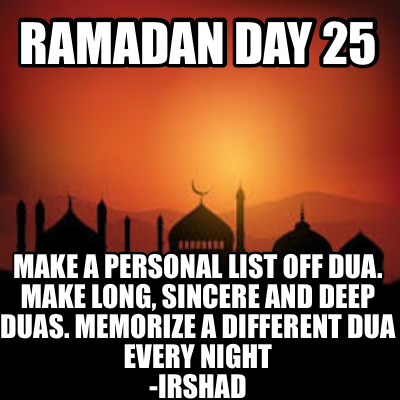 RAMADAN DAY 25
MAKE A PERSONAL LIST OFF DUA.
MAKE LONG, SINCERE AND DEEP
DUAS. MEMORIZE A DIFFERENT DUA
EVERY NIGHT
-IRSHAD